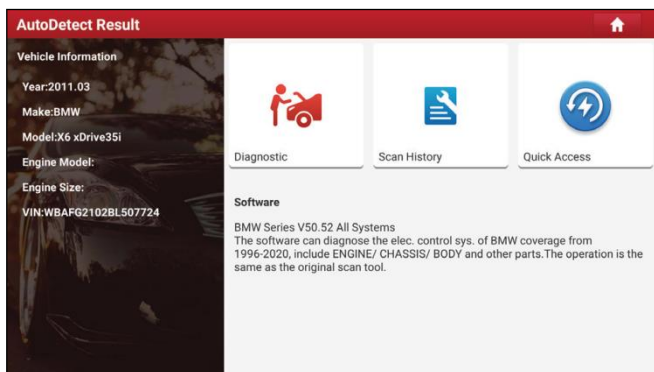 AutoDetect Result
Vehicle Information
Year:2011.03
Make:BMW
Model:X6 xDrive35i
Engine Model:
Engine Size:
VIN:WBAFG2102BL507724
Diagnostic
Scan History
Quick Access
Software
BMW Series V50.52 All Systems
The software can diagnose the elec. control sys. of BMW coverage from
1996-2020, include ENGINE/ CHASSIS/ BODY and other parts.The operation is the
same as the original scan tool.